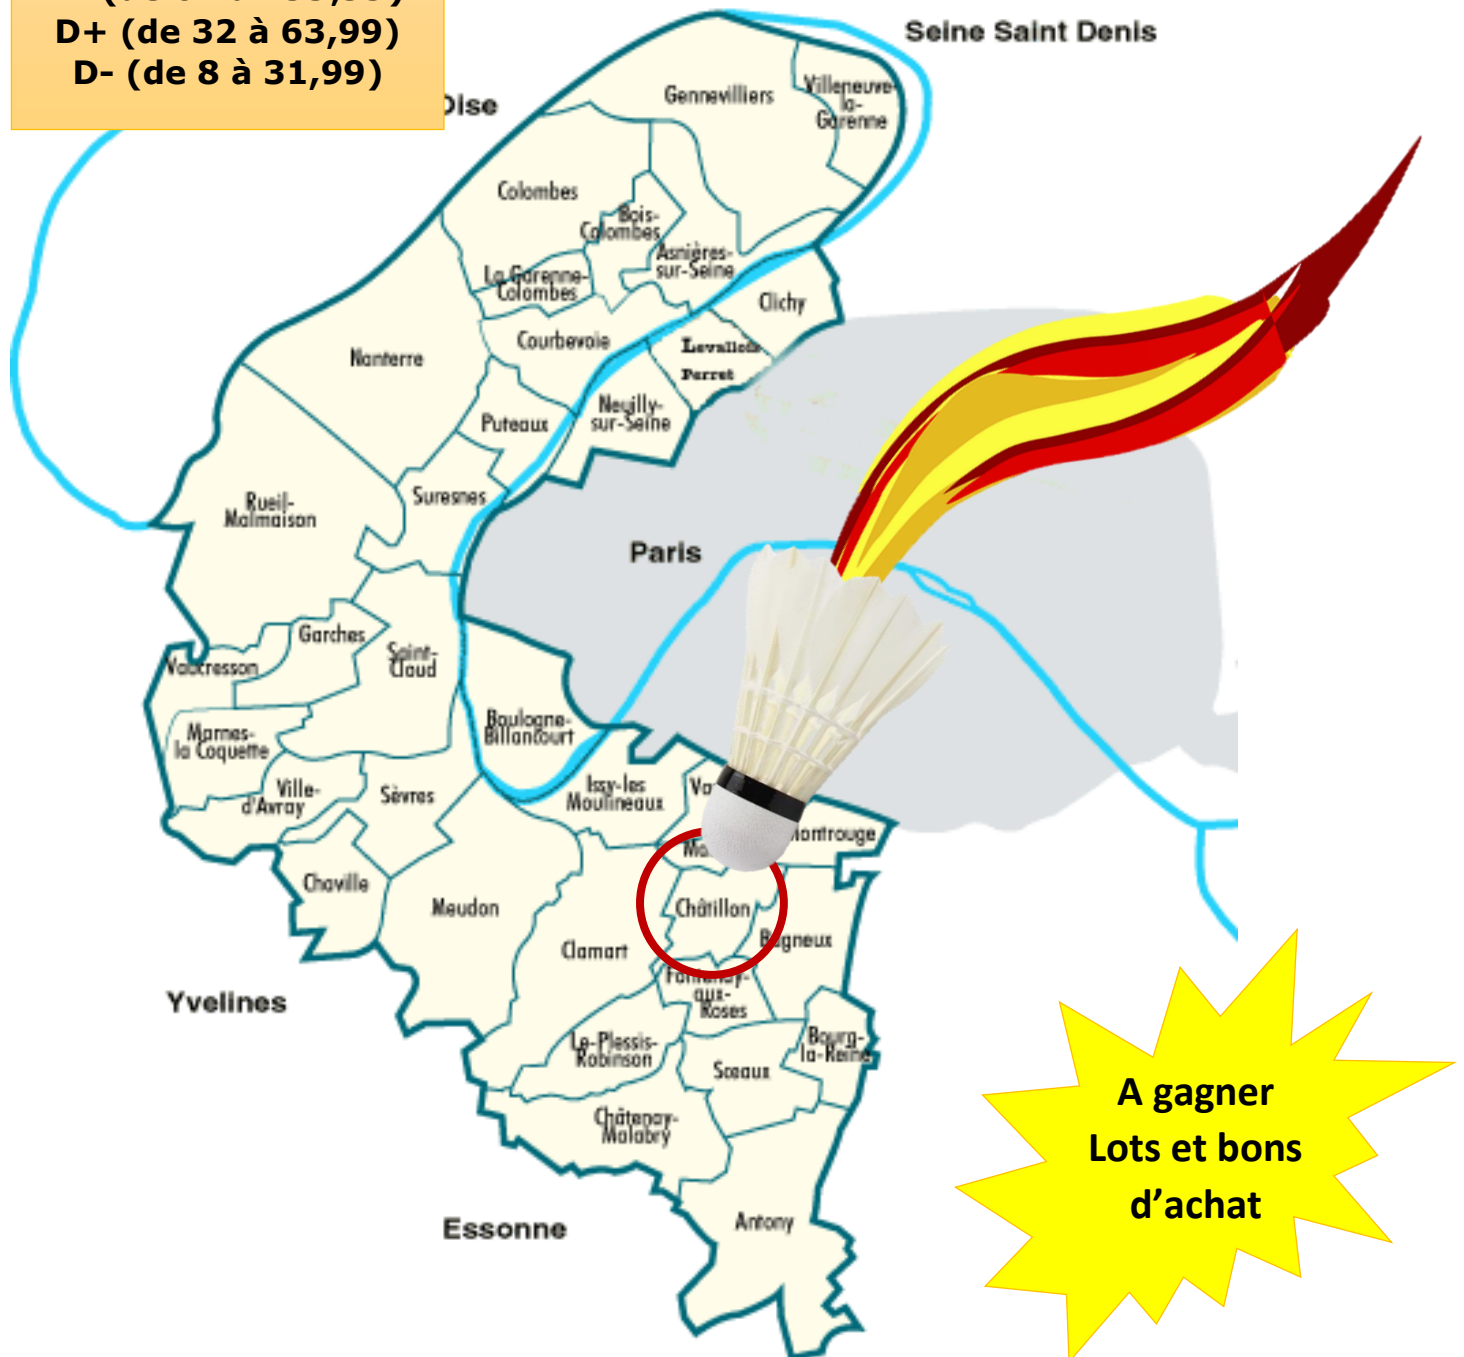 D+ (de 32 à 63,99)
D- (de 8 à 31,99)
Seine Saint Denis
Oise
Gennevilliers
Villeneuve-
la-
Garenne
Colombes
Bois-
Colombes
Asnières-
sur-Seine
La Garenne-
Colombes
Clichy
Courbevoie
Levallois
Perret
Nanterre
Neuilly-
sur-Seine
Puteaux
Suresnes
Rueil-
Malmaison
Paris
Garches
Saint-
Cloud
Vaucresson
Boulogne-
Billancourt
Marnes-
la Coquette
Ville-
d'Avray
Sèvres
Issy-les
Moulineaux
Va
Montrouge
Ma
Chaville
Meudon
Châtillon
Bagneux
Clamart
Fontenay-
aux-
Roses
Yvelines
Le-Plessis-
Robinson
Bourg-
la-Reine
Sceaux
Châtenay-
Malabry
Antony
Essonne
A gagner
Lots et bons
d’achat